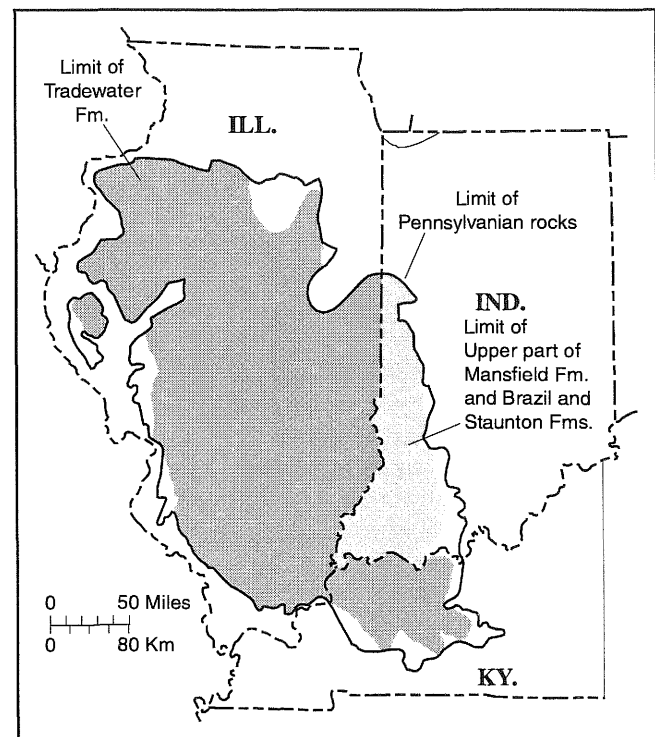 Limit of
Tradewater
Fm.
ILL.
Limit of
Pennsylvanian rocks
IND.
Limit of
Upper part of
Mansfield Fm.
and Brazil and
Staunton Fms.
0 50 Miles
0 80 Km
KY.